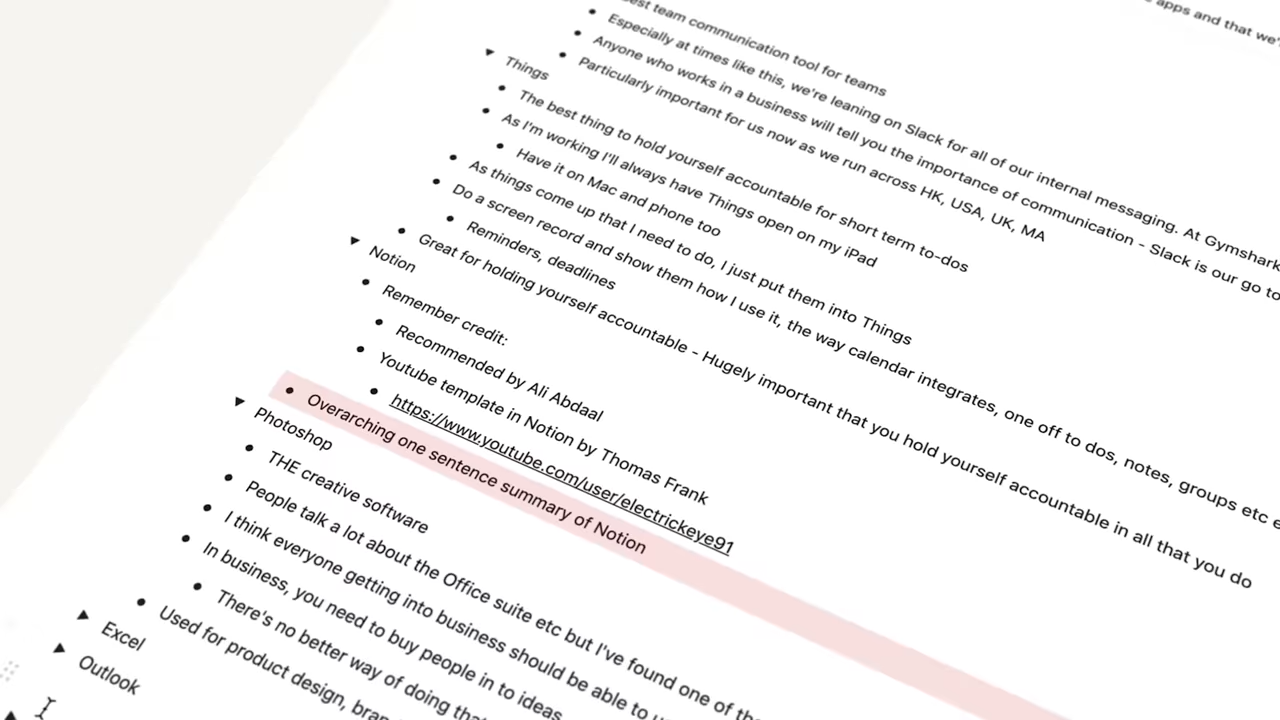 apps and that we'
team communication tool for teams
Especially at times like this, we're leaning on Slack for all of our internal messaging. At Gymshark
Anyone who works in a business will tell you the importance of communication - Slack is our go to
Particularly important for us now as we run across HK, USA, UK, MA
Things
The best thing to hold yourself accountable for short term to-dos
As I'm working I'll always have Things open on my iPad
Have it on Mac and phone too
As things come up that I need to do, I just put them into Things
Do a screen record and show them how I use it, the way calendar integrates, one off to dos, notes, groups etc
Reminders, deadlines
Great for holding yourself accountable - Hugely important that you hold yourself accountable in all that you do
Notion
Remember credit:
Recommended by Ali Abdaal
Youtube template in Notion by Thomas Frank
https://www.youtube.com/user/electrickeye91
Overarching one sentence summary of Notion
Photoshop
THE creative software
People talk a lot about the Office suite etc but I've found one of the
I think everyone getting into business should be able to
In business, you need to buy people in to ideas
There's no better way of doing
Used for product design,
Excel
Outlook